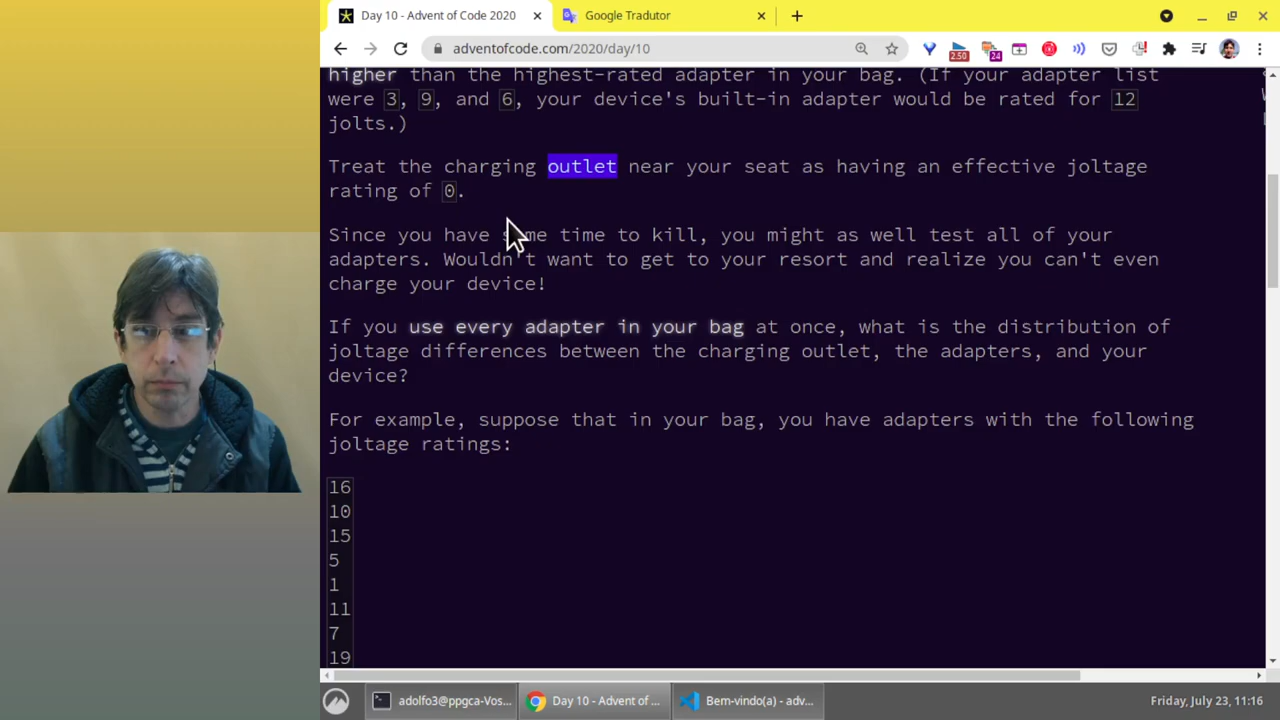 Day 10 - Advent of Code 2020
Google Tradutor
adventofcode.com/2020/day/10
2.50
24
higher than the highest-rated adapter in your bag. (If your adapter list
were 3, 9, and 6, your device's built-in adapter would be rated for 12
jolts.)
Treat the charging outlet near your seat as having an effective joltage
rating of 0.
Since you have some time to kill, you might as well test all of your
adapters. Wouldn't want to get to your resort and realize you can't even
charge your device!
If you use every adapter in your bag at once, what is the distribution of
joltage differences between the charging outlet, the adapters, and your
device?
For example, suppose that in your bag, you have adapters with the following
joltage ratings:
16
10
15
5
1
11
7
19
adolfo3@ppgca-Vos...
Day 10 - Advent of ...
Bem-vindo(a) - adv...
Friday, July 23, 11:16